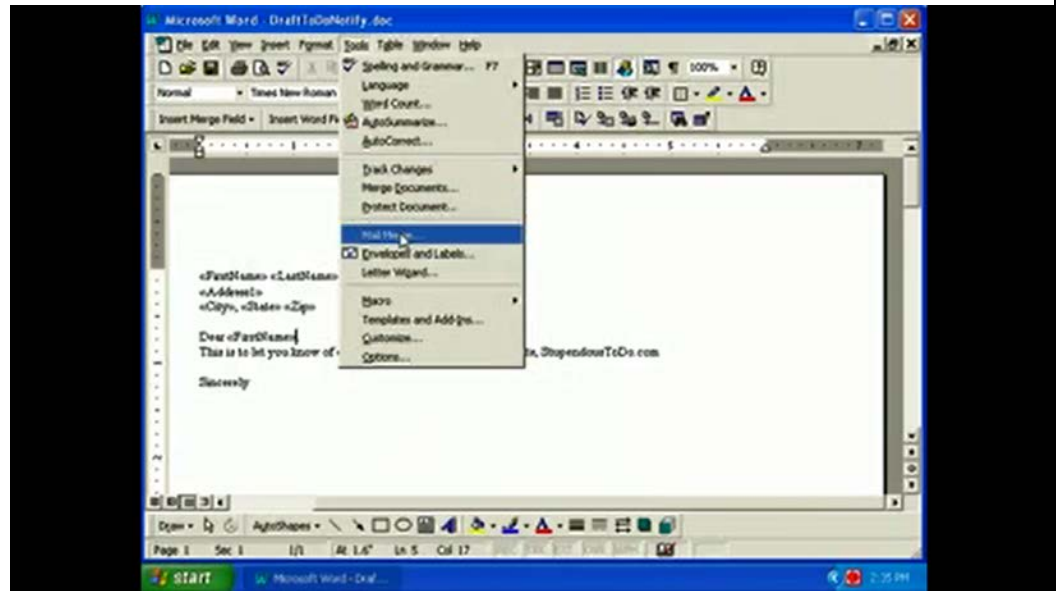 Microsoft Word - DraftToDoNotify.doc
File Edit View Insert Format Tools Table Window Help
Spelling and Grammar... F7
100%
Language
Normal
Times New Roman
Word Count...
Insert Merge Field
Insert Word
AutoSummarize...
AutoCorrect...
Track Changes
Merge Documents...
Protect Document...
Mail Merge...
Envelopes and Labels...
Letter Wizard...
Macro
Templates and Add-Ins...
Customize...
Options...
«FirstName» «LastName»
«Address1»
«City», «State» «Zip»
Dear «FirstName»
This is to let you know of
, StupendousToDo.com
Sincerely
Draw
AutoShapes
Page 1 Sec 1 1/1 At 1.6" Ln 5 Col 17
start
Microsoft Word - Draf...
2:35 PM